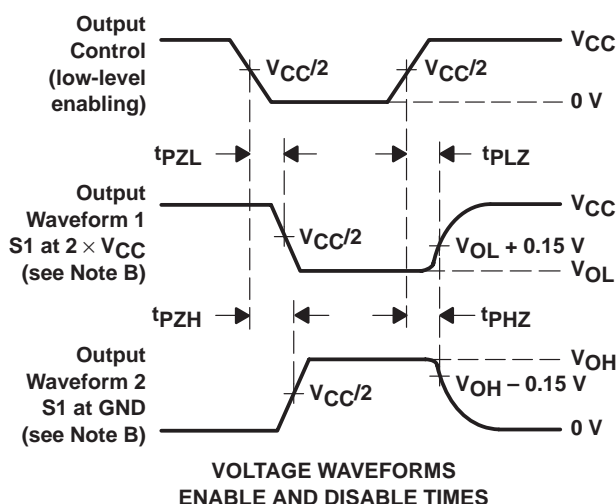 Output
Control
(low-level
enabling)
VCC/2
VCC/2
VCC
0 V
tPZL
tPLZ
Output
Waveform 1
S1 at 2 × VCC
(see Note B)
VCC/2
VCC
VOL + 0.15 V
VOL
tPZH
tPHZ
Output
Waveform 2
S1 at GND
(see Note B)
VCC/2
VOH
VOH – 0.15 V
0 V
VOLTAGE WAVEFORMS
ENABLE AND DISABLE TIMES